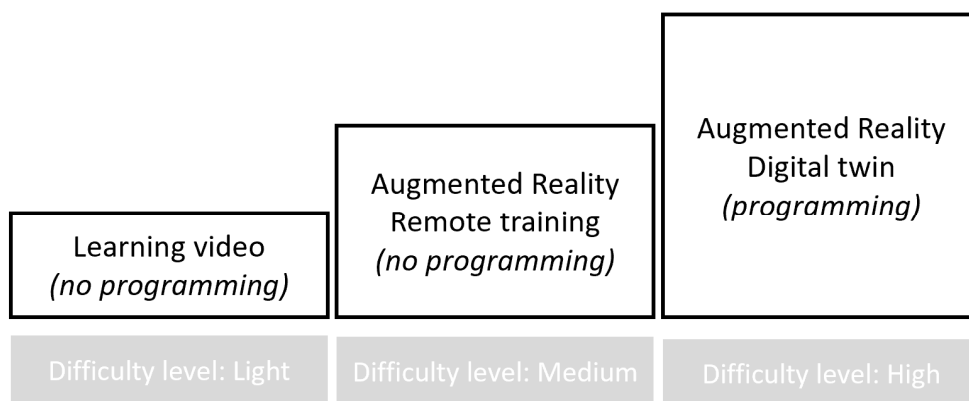 Learning video
(no programming)
Augmented Reality
Remote training
(no programming)
Augmented Reality
Digital twin
(programming)
Difficulty level: Light
Difficulty level: Medium
Difficulty level: High